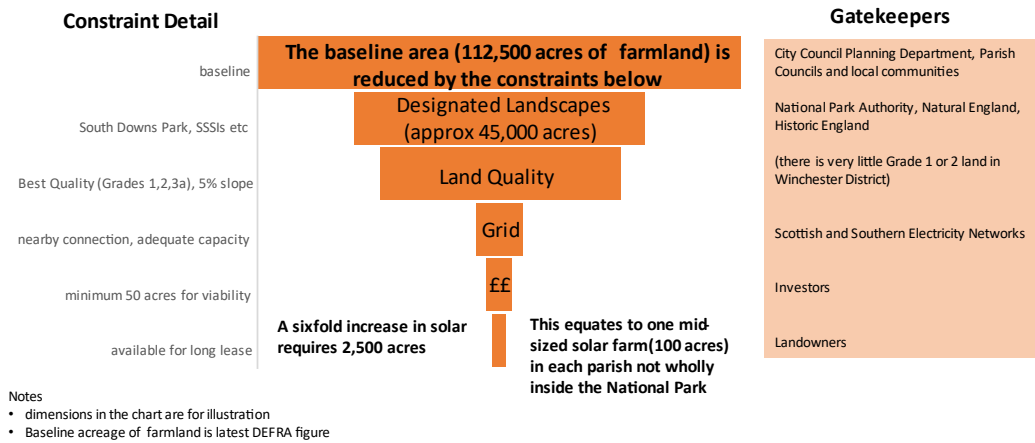 Constraint Detail
Gatekeepers
baseline
The baseline area (112,500 acres of farmland) is
reduced by the constraints below
City Council Planning Department, Parish
Councils and local communities
South Downs Park, SSSIs etc
Designated Landscapes
(approx 45,000 acres)
National Park Authority, Natural England,
Historic England
Best Quality (Grades 1,2,3a), 5% slope
Land Quality
(there is very little Grade 1 or 2 land in
Winchester District)
nearby connection, adequate capacity
Grid
Scottish and Southern Electricity Networks
minimum 50 acres for viability
££
Investors
available for long lease
A sixfold increase in solar
requires 2,500 acres
This equates to one mid-
sized solar farm(100 acres)
in each parish not wholly
inside the National Park
Landowners
Notes
• dimensions in the chart are for illustration
• Baseline acreage of farmland is latest DEFRA figure